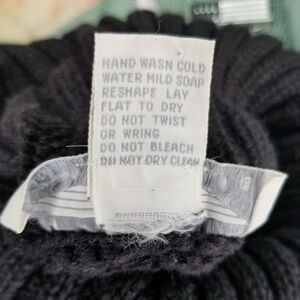 HAND WASN COLD
WATER MILD SOAP
RESHAPE LAY
FLAT TO DRY
DO NOT TWIST
OR WRING
DO NOT BLEACH
DO NOT DRY CLEAN